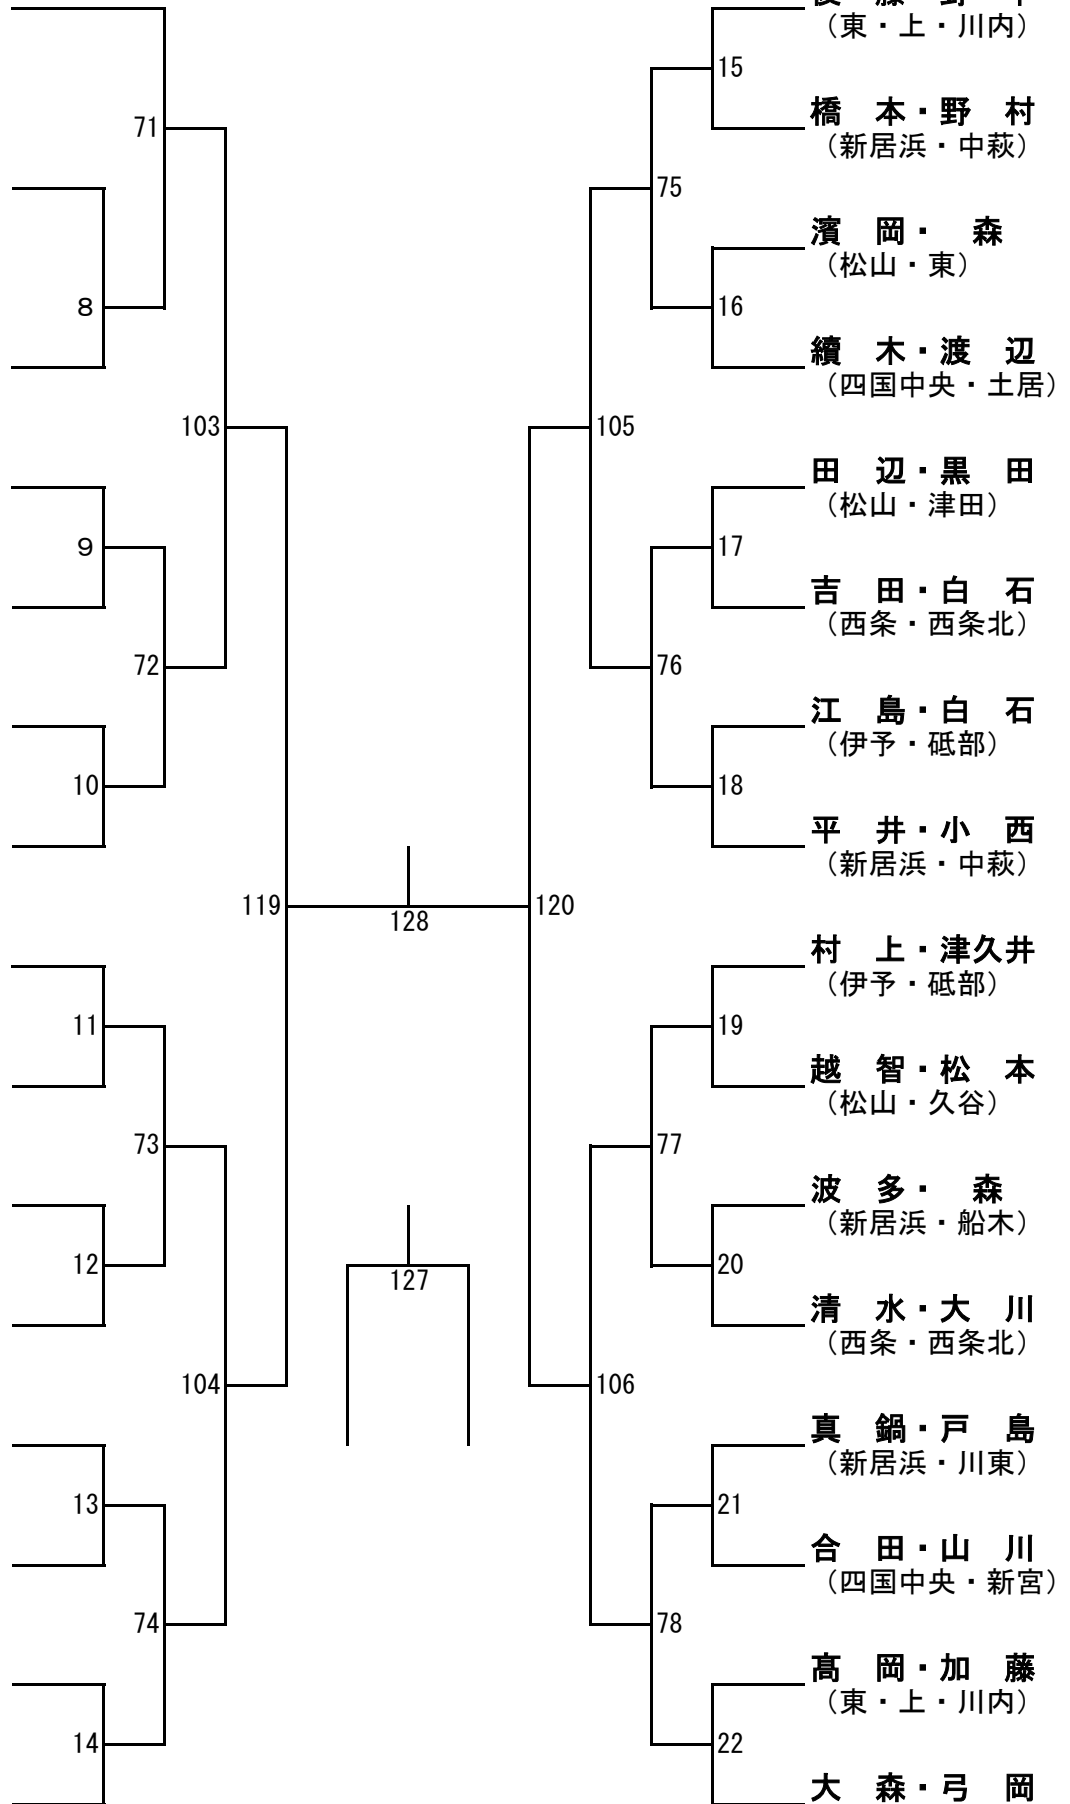 (東・上・川内)
15
橋　本・野　村
71
(新居浜・中萩)
75
濱　岡・　森
(松山・東)
8
16
續　木・渡　辺
(四国中央・土居)
103
105
田　辺・黒　田
(松山・津田)
9
17
吉　田・白　石
(西条・西条北)
72
76
江　島・白　石
(伊予・砥部)
10
18
平　井・小　西
(新居浜・中萩)
119
120
128
村　上・津久井
(伊予・砥部)
11
19
越　智・松　本
(松山・久谷)
73
77
波　多・　森
(新居浜・船木)
12
20
127
清　水・大　川
(西条・西条北)
104
106
真　鍋・戸　島
(新居浜・川東)
13
21
合　田・山　川
(四国中央・新宮)
74
78
髙　岡・加　藤
(東・上・川内)
14
22
大　森・弓　岡